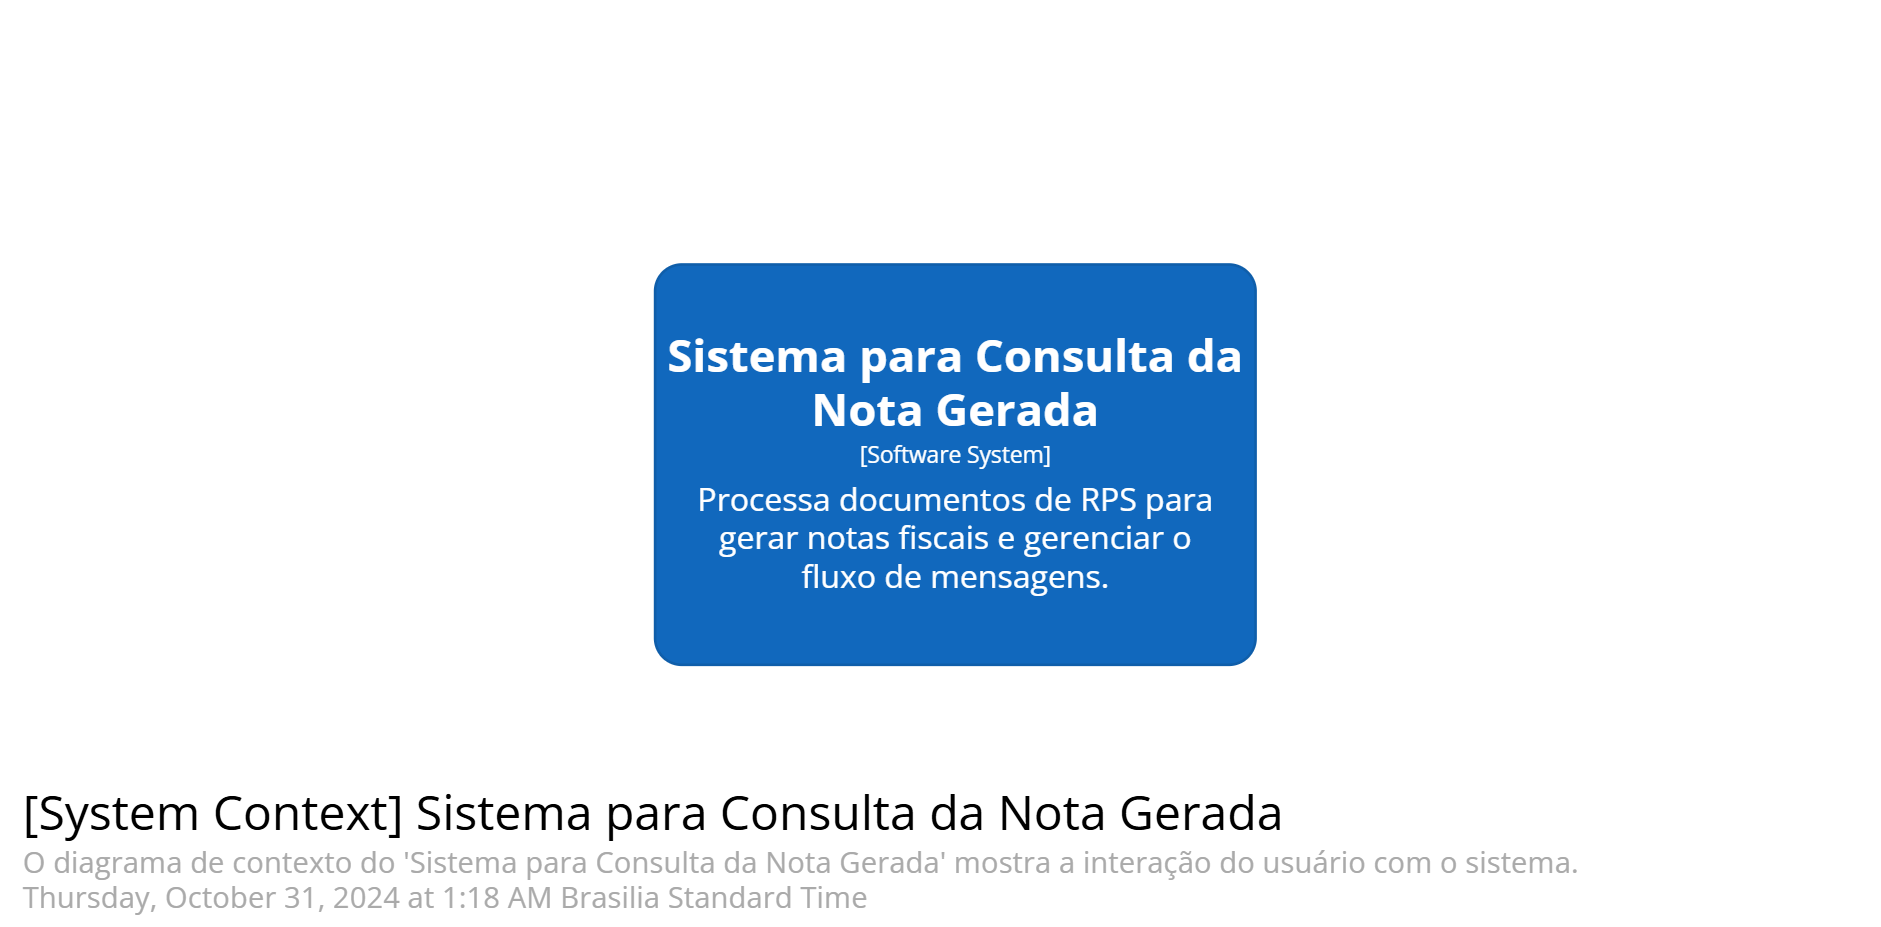 Sistema para Consulta da
Nota Gerada
[Software System]
Processa documentos de RPS para
gerar notas fiscais e gerenciar o
fluxo de mensagens.
[System Context] Sistema para Consulta da Nota Gerada
O diagrama de contexto do 'Sistema para Consulta da Nota Gerada' mostra a interação do usuário com o sistema.
Thursday, October 31, 2024 at 1:18 AM Brasilia Standard Time